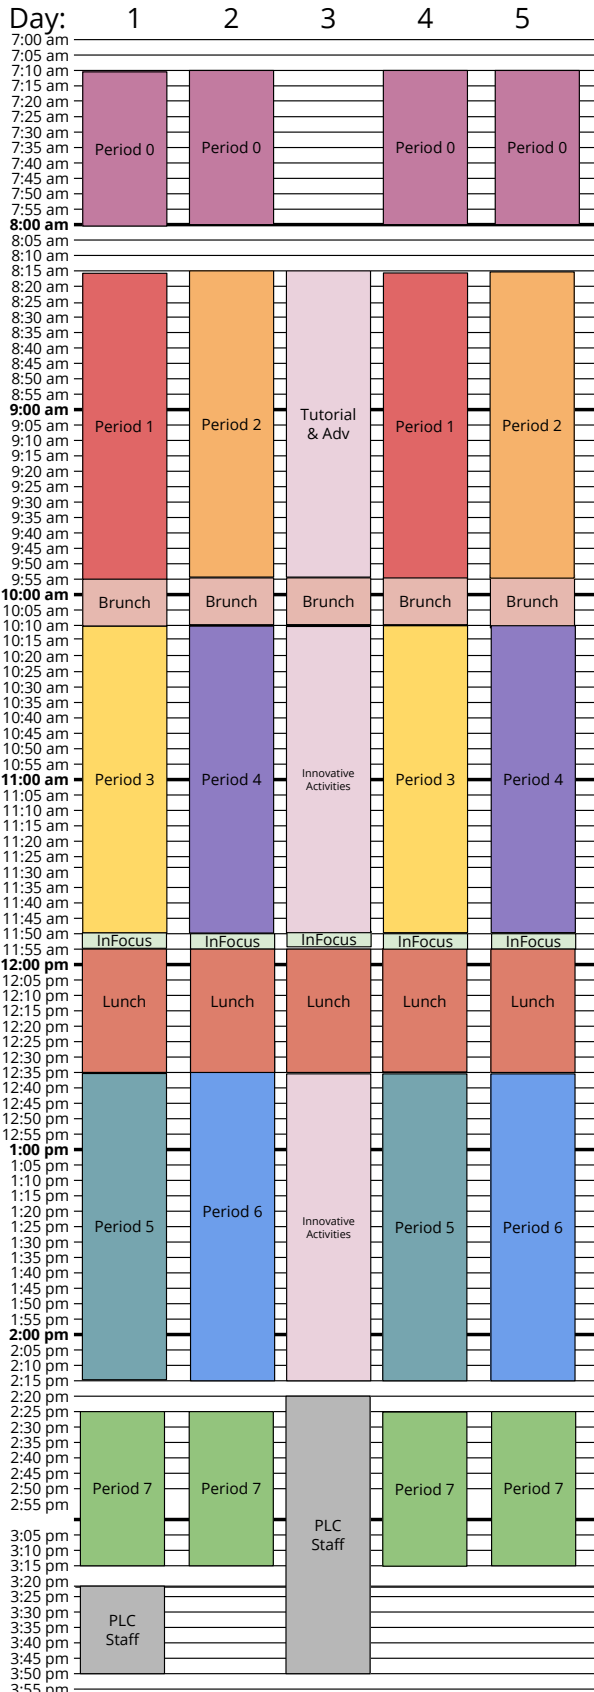 Day: 1 2 3 4 5
7:00 am
7:05 am
7:10 am
7:15 am
7:20 am
7:25 am
7:30 am
7:35 am
Period 0 Period 0 Period 0 Period 0
7:40 am
7:45 am
7:50 am
7:55 am
8:00 am
8:05 am
8:10 am
8:15 am
8:20 am
8:25 am
8:30 am
8:35 am
8:40 am
8:45 am
8:50 am
8:55 am
9:00 am
9:05 am
Period 1 Period 2 Tutorial Period 1 Period 2
& Adv
9:10 am
9:15 am
9:20 am
9:25 am
9:30 am
9:35 am
9:40 am
9:45 am
9:50 am
9:55 am
10:00 am
Brunch Brunch Brunch Brunch Brunch
10:05 am
10:10 am
10:15 am
10:20 am
10:25 am
10:30 am
10:35 am
10:40 am
10:45 am
10:50 am
10:55 am
11:00 am
Period 3 Period 4 Innovative Period 3 Period 4
Activities
11:05 am
11:10 am
11:15 am
11:20 am
11:25 am
11:30 am
11:35 am
11:40 am
11:45 am
11:50 am
InFocus InFocus InFocus InFocus InFocus
11:55 am
12:00 pm
12:05 pm
12:10 pm
Lunch Lunch Lunch Lunch Lunch
12:15 pm
12:20 pm
12:25 pm
12:30 pm
12:35 pm
12:40 pm
12:45 pm
12:50 pm
12:55 pm
1:00 pm
1:05 pm
1:10 pm
1:15 pm
1:20 pm
1:25 pm
Period 5 Period 6 Innovative Period 5 Period 6
Activities
1:30 pm
1:35 pm
1:40 pm
1:45 pm
1:50 pm
1:55 pm
2:00 pm
2:05 pm
2:10 pm
2:15 pm
2:20 pm
2:25 pm
2:30 pm
2:35 pm
2:40 pm
2:45 pm
2:50 pm
Period 7 Period 7 Period 7 Period 7
2:55 pm
PLC
Staff
3:05 pm
3:10 pm
3:15 pm
3:20 pm
3:25 pm
3:30 pm
PLC
Staff
3:35 pm
3:40 pm
3:45 pm
3:50 pm
3:55 pm